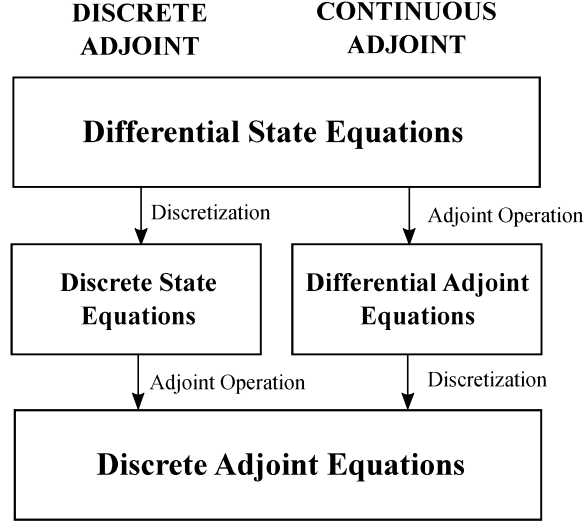 DISCRETE
ADJOINT
CONTINUOUS
ADJOINT
Differential State Equations
Discretization
Adjoint Operation
Discrete State
Equations
Differential Adjoint
Equations
Adjoint Operation
Discretization
Discrete Adjoint Equations